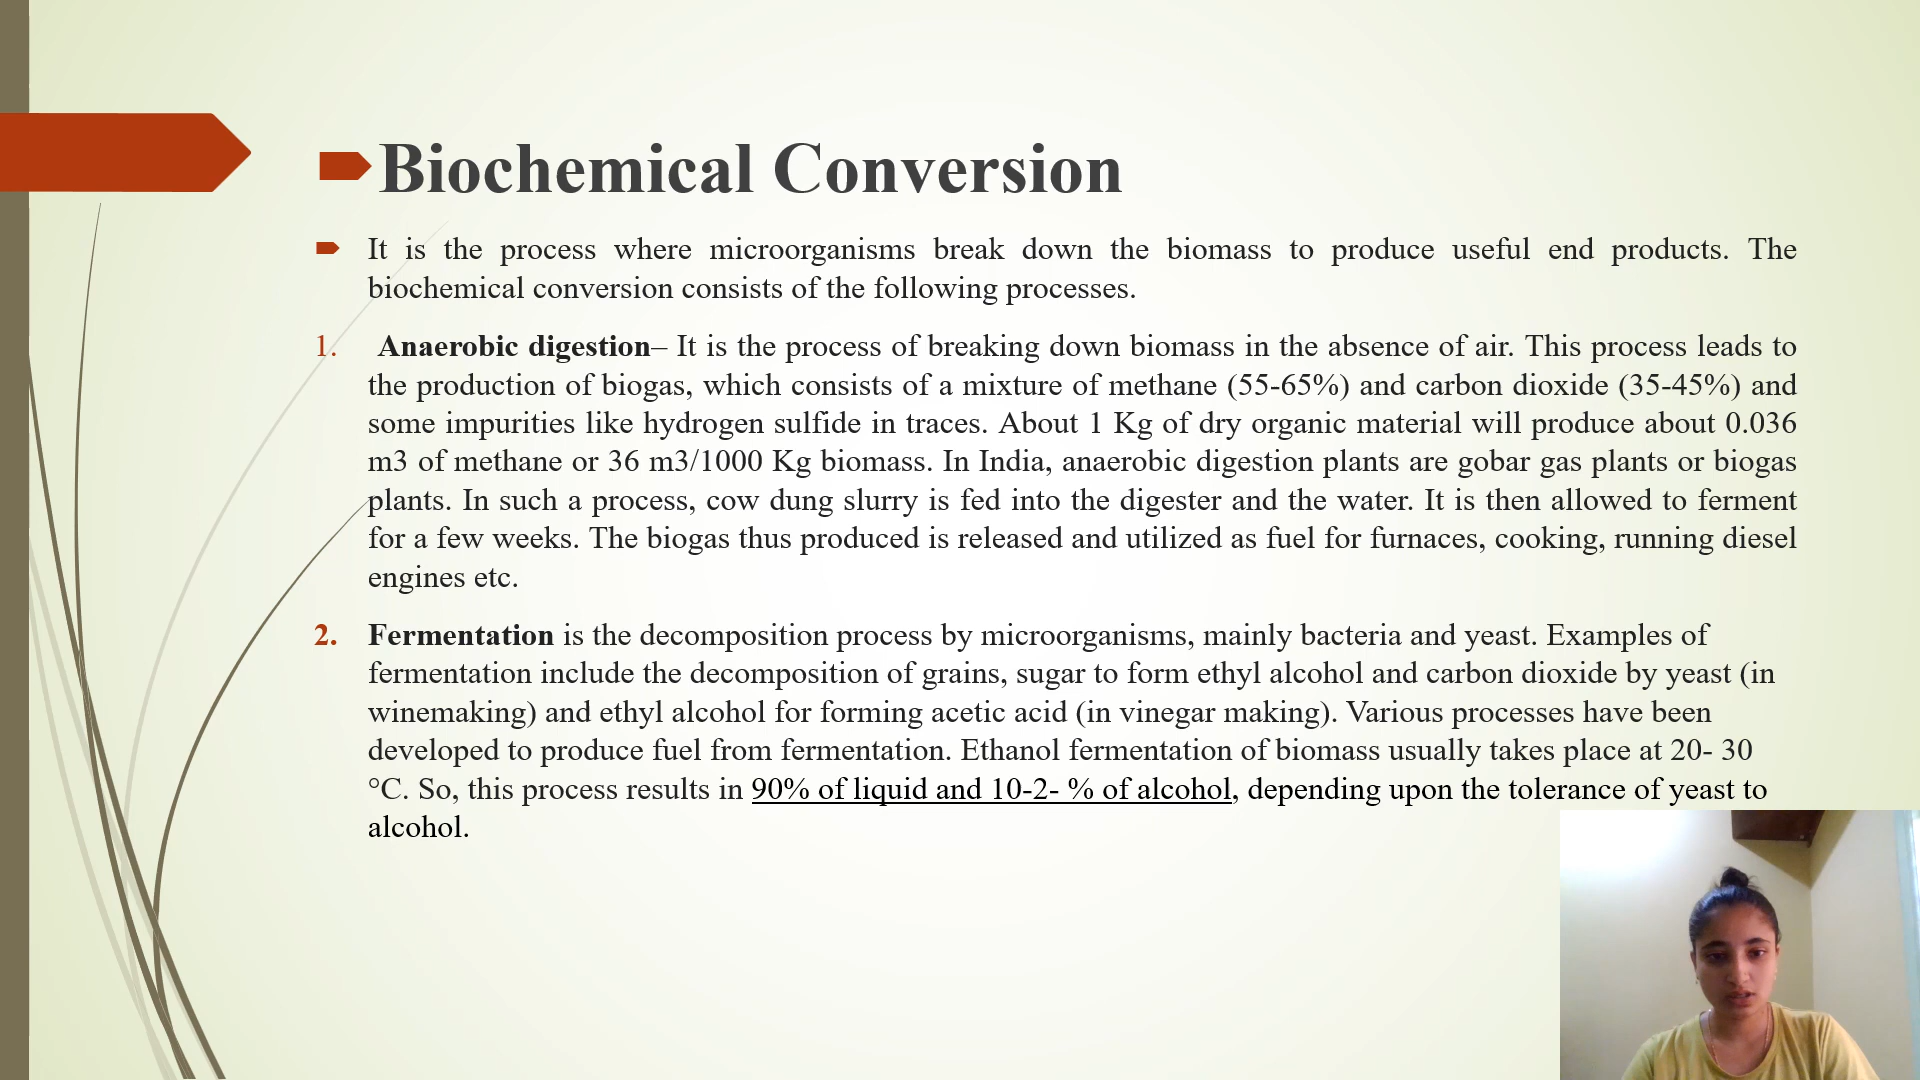 Biochemical Conversion
It is the process where microorganisms break down the biomass to produce useful end products. The
biochemical conversion consists of the following processes.
1. Anaerobic digestion– It is the process of breaking down biomass in the absence of air. This process leads to
the production of biogas, which consists of a mixture of methane (55-65%) and carbon dioxide (35-45%) and
some impurities like hydrogen sulfide in traces. About 1 Kg of dry organic material will produce about 0.036
m3 of methane or 36 m3/1000 Kg biomass. In India, anaerobic digestion plants are gobar gas plants or biogas
plants. In such a process, cow dung slurry is fed into the digester and the water. It is then allowed to ferment
for a few weeks. The biogas thus produced is released and utilized as fuel for furnaces, cooking, running diesel
engines etc.
2. Fermentation is the decomposition process by microorganisms, mainly bacteria and yeast. Examples of
fermentation include the decomposition of grains, sugar to form ethyl alcohol and carbon dioxide by yeast (in
winemaking) and ethyl alcohol for forming acetic acid (in vinegar making). Various processes have been
developed to produce fuel from fermentation. Ethanol fermentation of biomass usually takes place at 20- 30
°C. So, this process results in 90% of liquid and 10-2- % of alcohol, depending upon the tolerance of yeast to
alcohol.